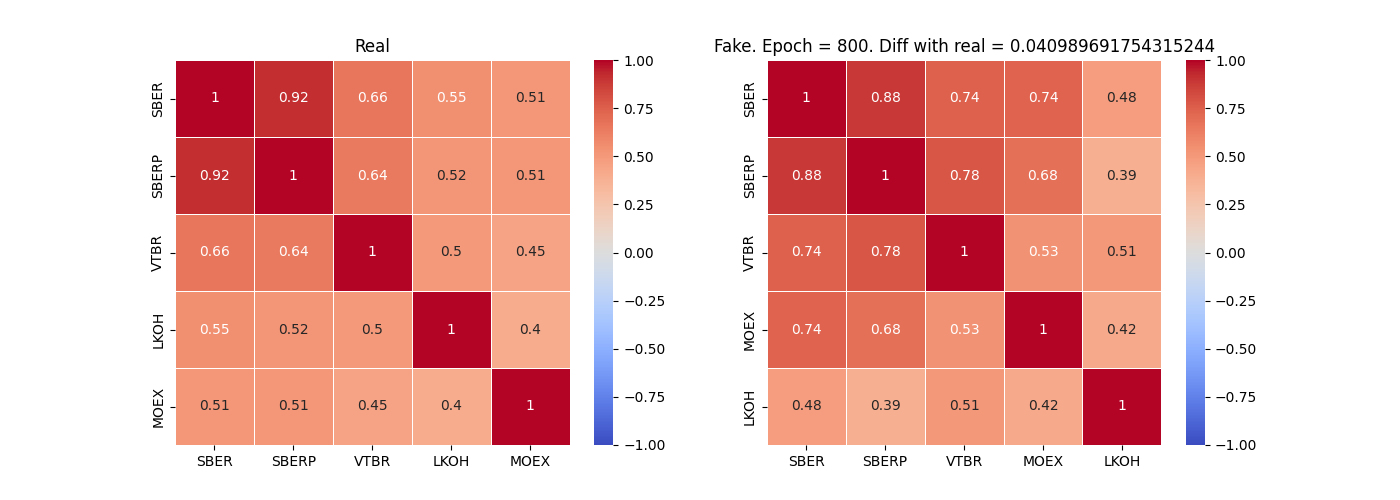 Real
SBER 1 0.92 0.66 0.55 0.51
SBERP 0.92 1 0.64 0.52 0.51
VTBR 0.66 0.64 1 0.5 0.45
LKOH 0.55 0.52 0.5 1 0.4
MOEX 0.51 0.51 0.45 0.4 1
SBER SBERP VTBR LKOH MOEX
1.00
0.75
0.50
0.25
0.00
−0.25
−0.50
−0.75
−1.00
Fake. Epoch = 800. Diff with real = 0.040989691754315244
SBER 1 0.88 0.74 0.74 0.48
SBERP 0.88 1 0.78 0.68 0.39
VTBR 0.74 0.78 1 0.53 0.51
MOEX 0.74 0.68 0.53 1 0.42
LKOH 0.48 0.39 0.51 0.42 1
SBER SBERP VTBR MOEX LKOH
1.00
0.75
0.50
0.25
0.00
−0.25
−0.50
−0.75
−1.00